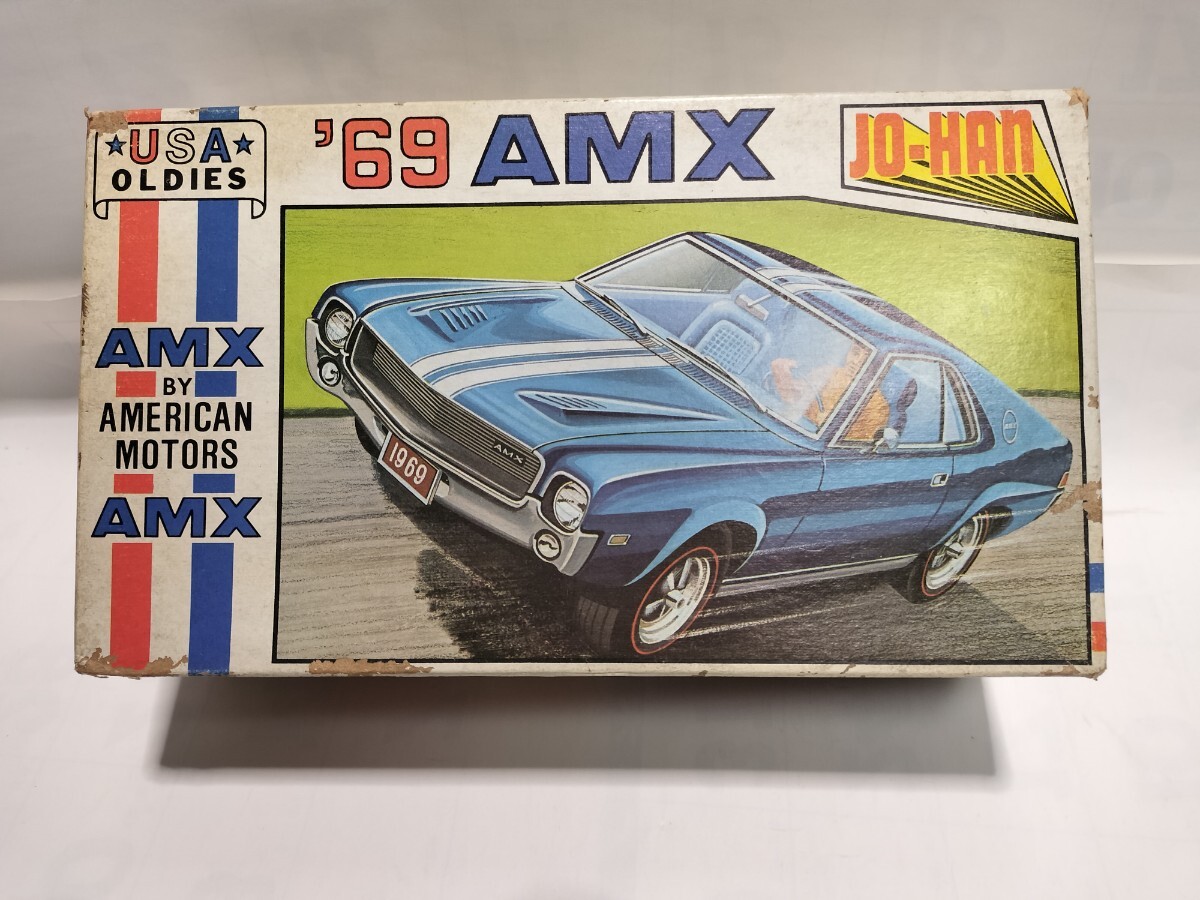 USA
OLDIES
'69 AMX
JO-HAN
AMX
BY
AMERICAN
MOTORS
AMX
AMX
1969